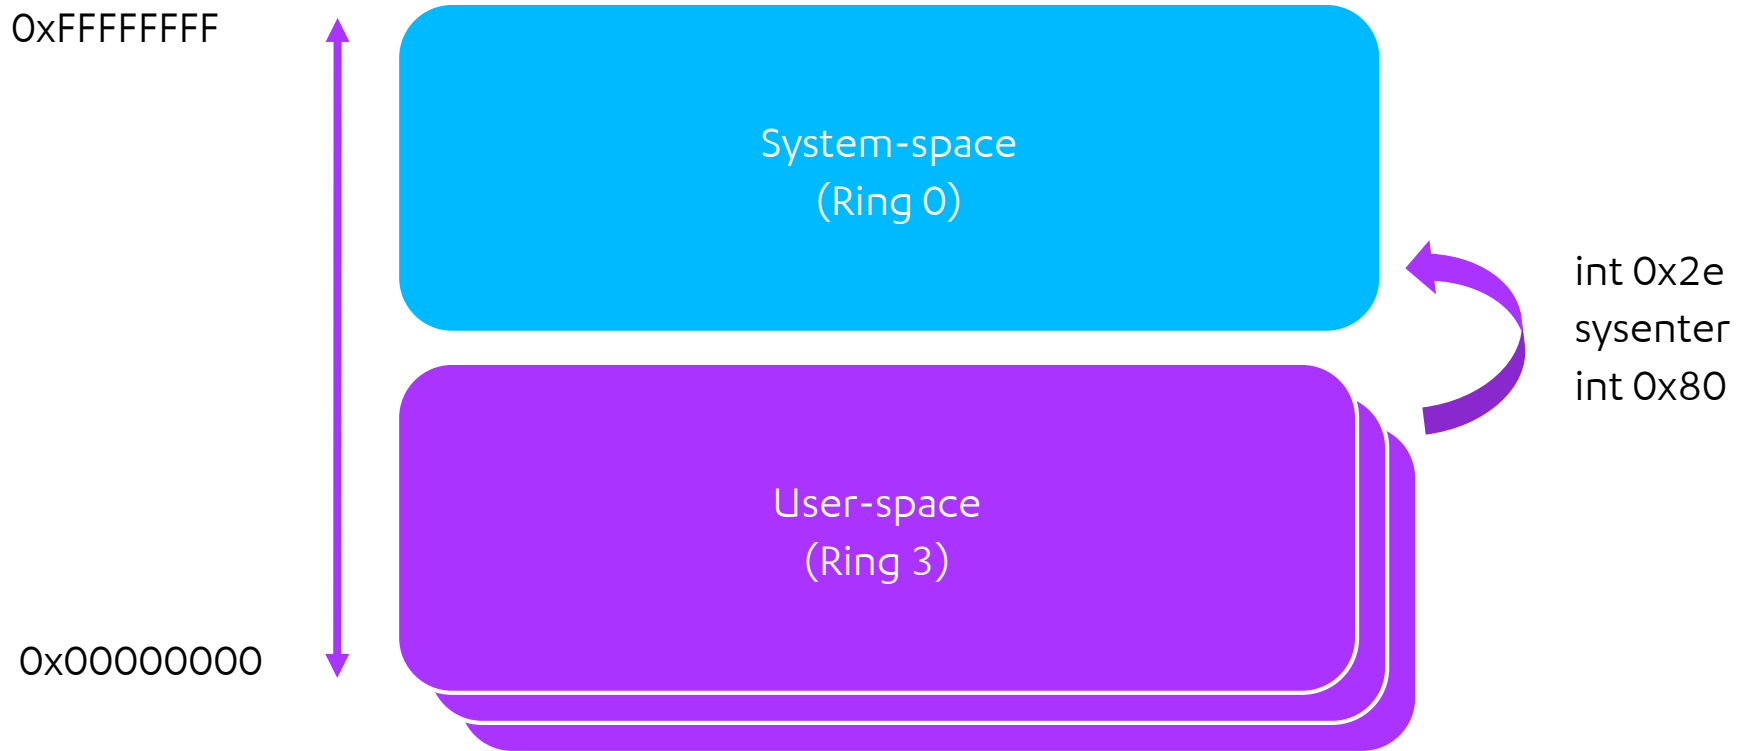 0xFFFFFFFF
System-space
(Ring 0)
int 0x2e
sysenter
int 0x80
User-space
(Ring 3)
0x00000000